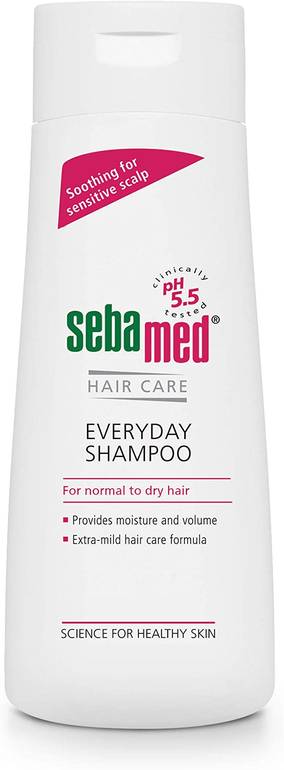 Soothing for
sensitive scalp
clinically
pH
5.5
tested
sebamed®
HAIR CARE
EVERYDAY
SHAMPOO
For normal to dry hair
▪ Provides moisture and volume
▪ Extra-mild hair care formula
SCIENCE FOR HEALTHY SKIN